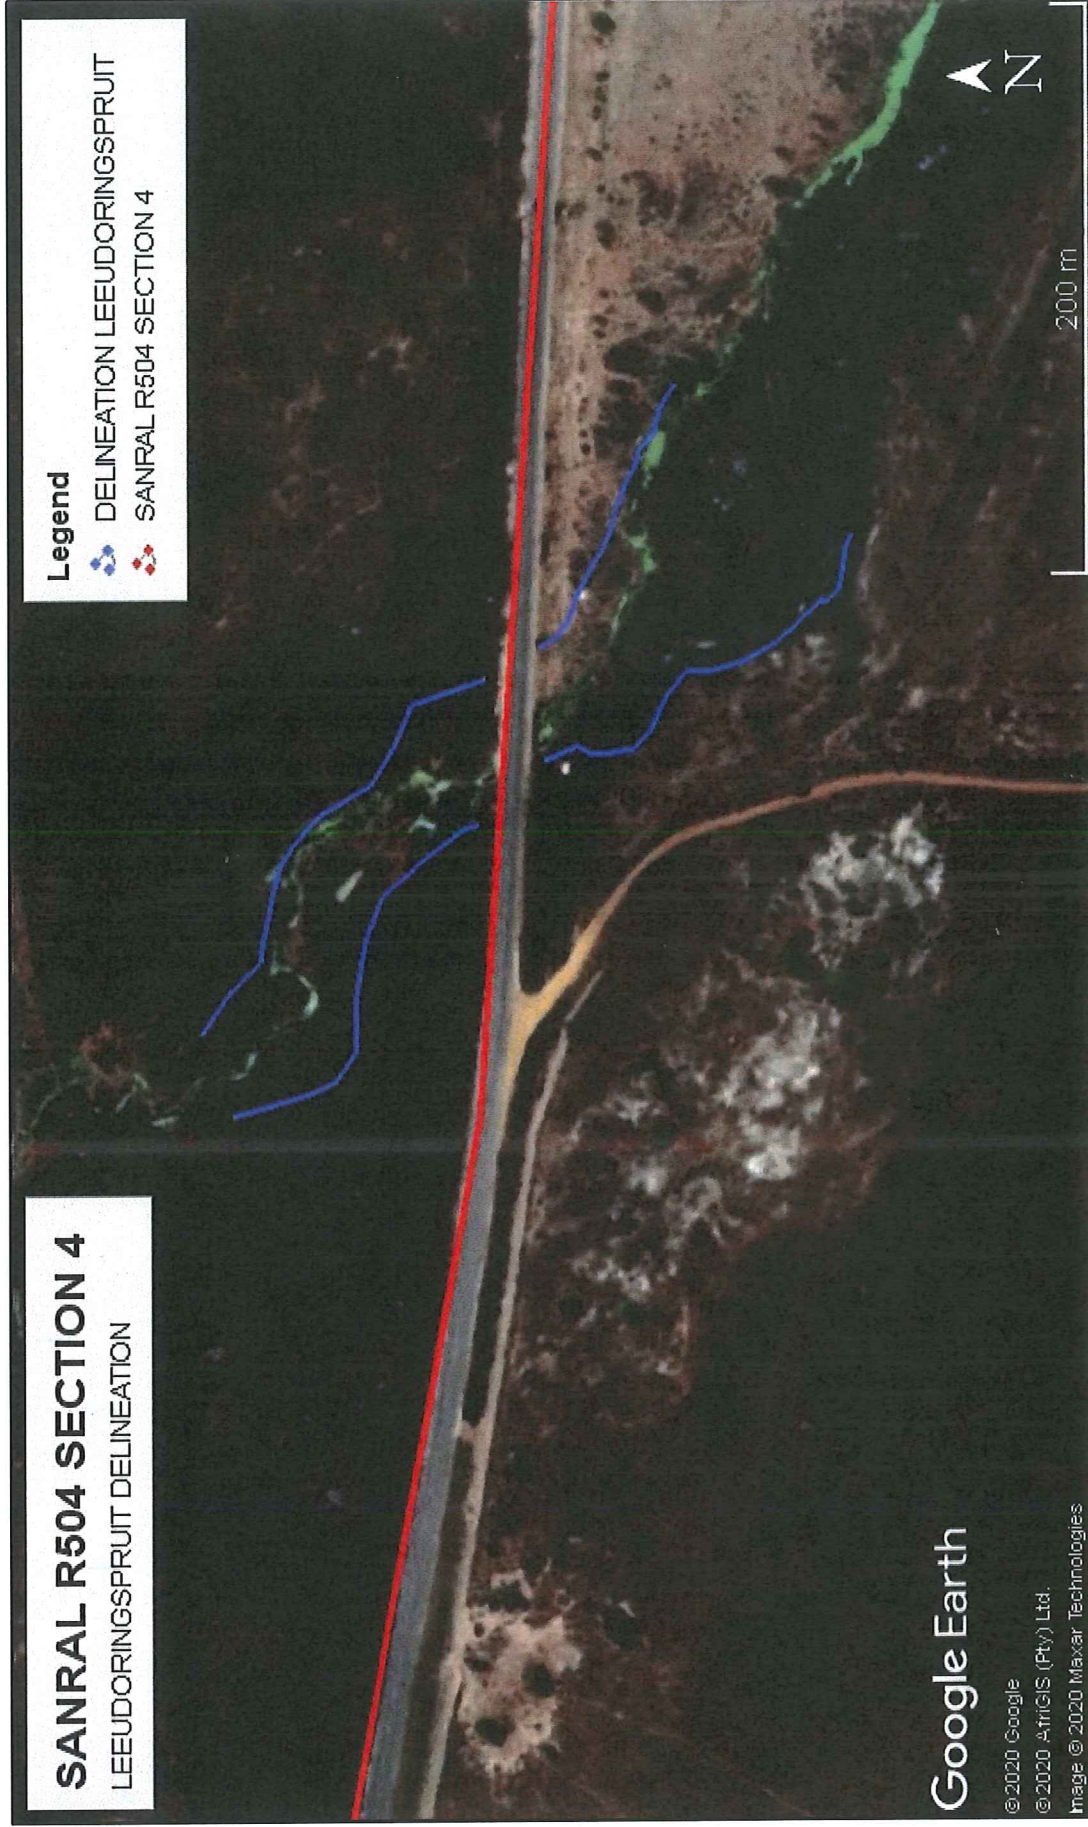 SANRAL R504 SECTION 4
LEEUDORINGSPRUIT DELINEATION
Legend
DELINEATION LEEUDORINGSPRUIT
SANRAL R504 SECTION 4
Google Earth
© 2020 Google
© 2020 AfriGIS (Pty) Ltd.
Image © 2020 Maxar Technologies
200 m
N